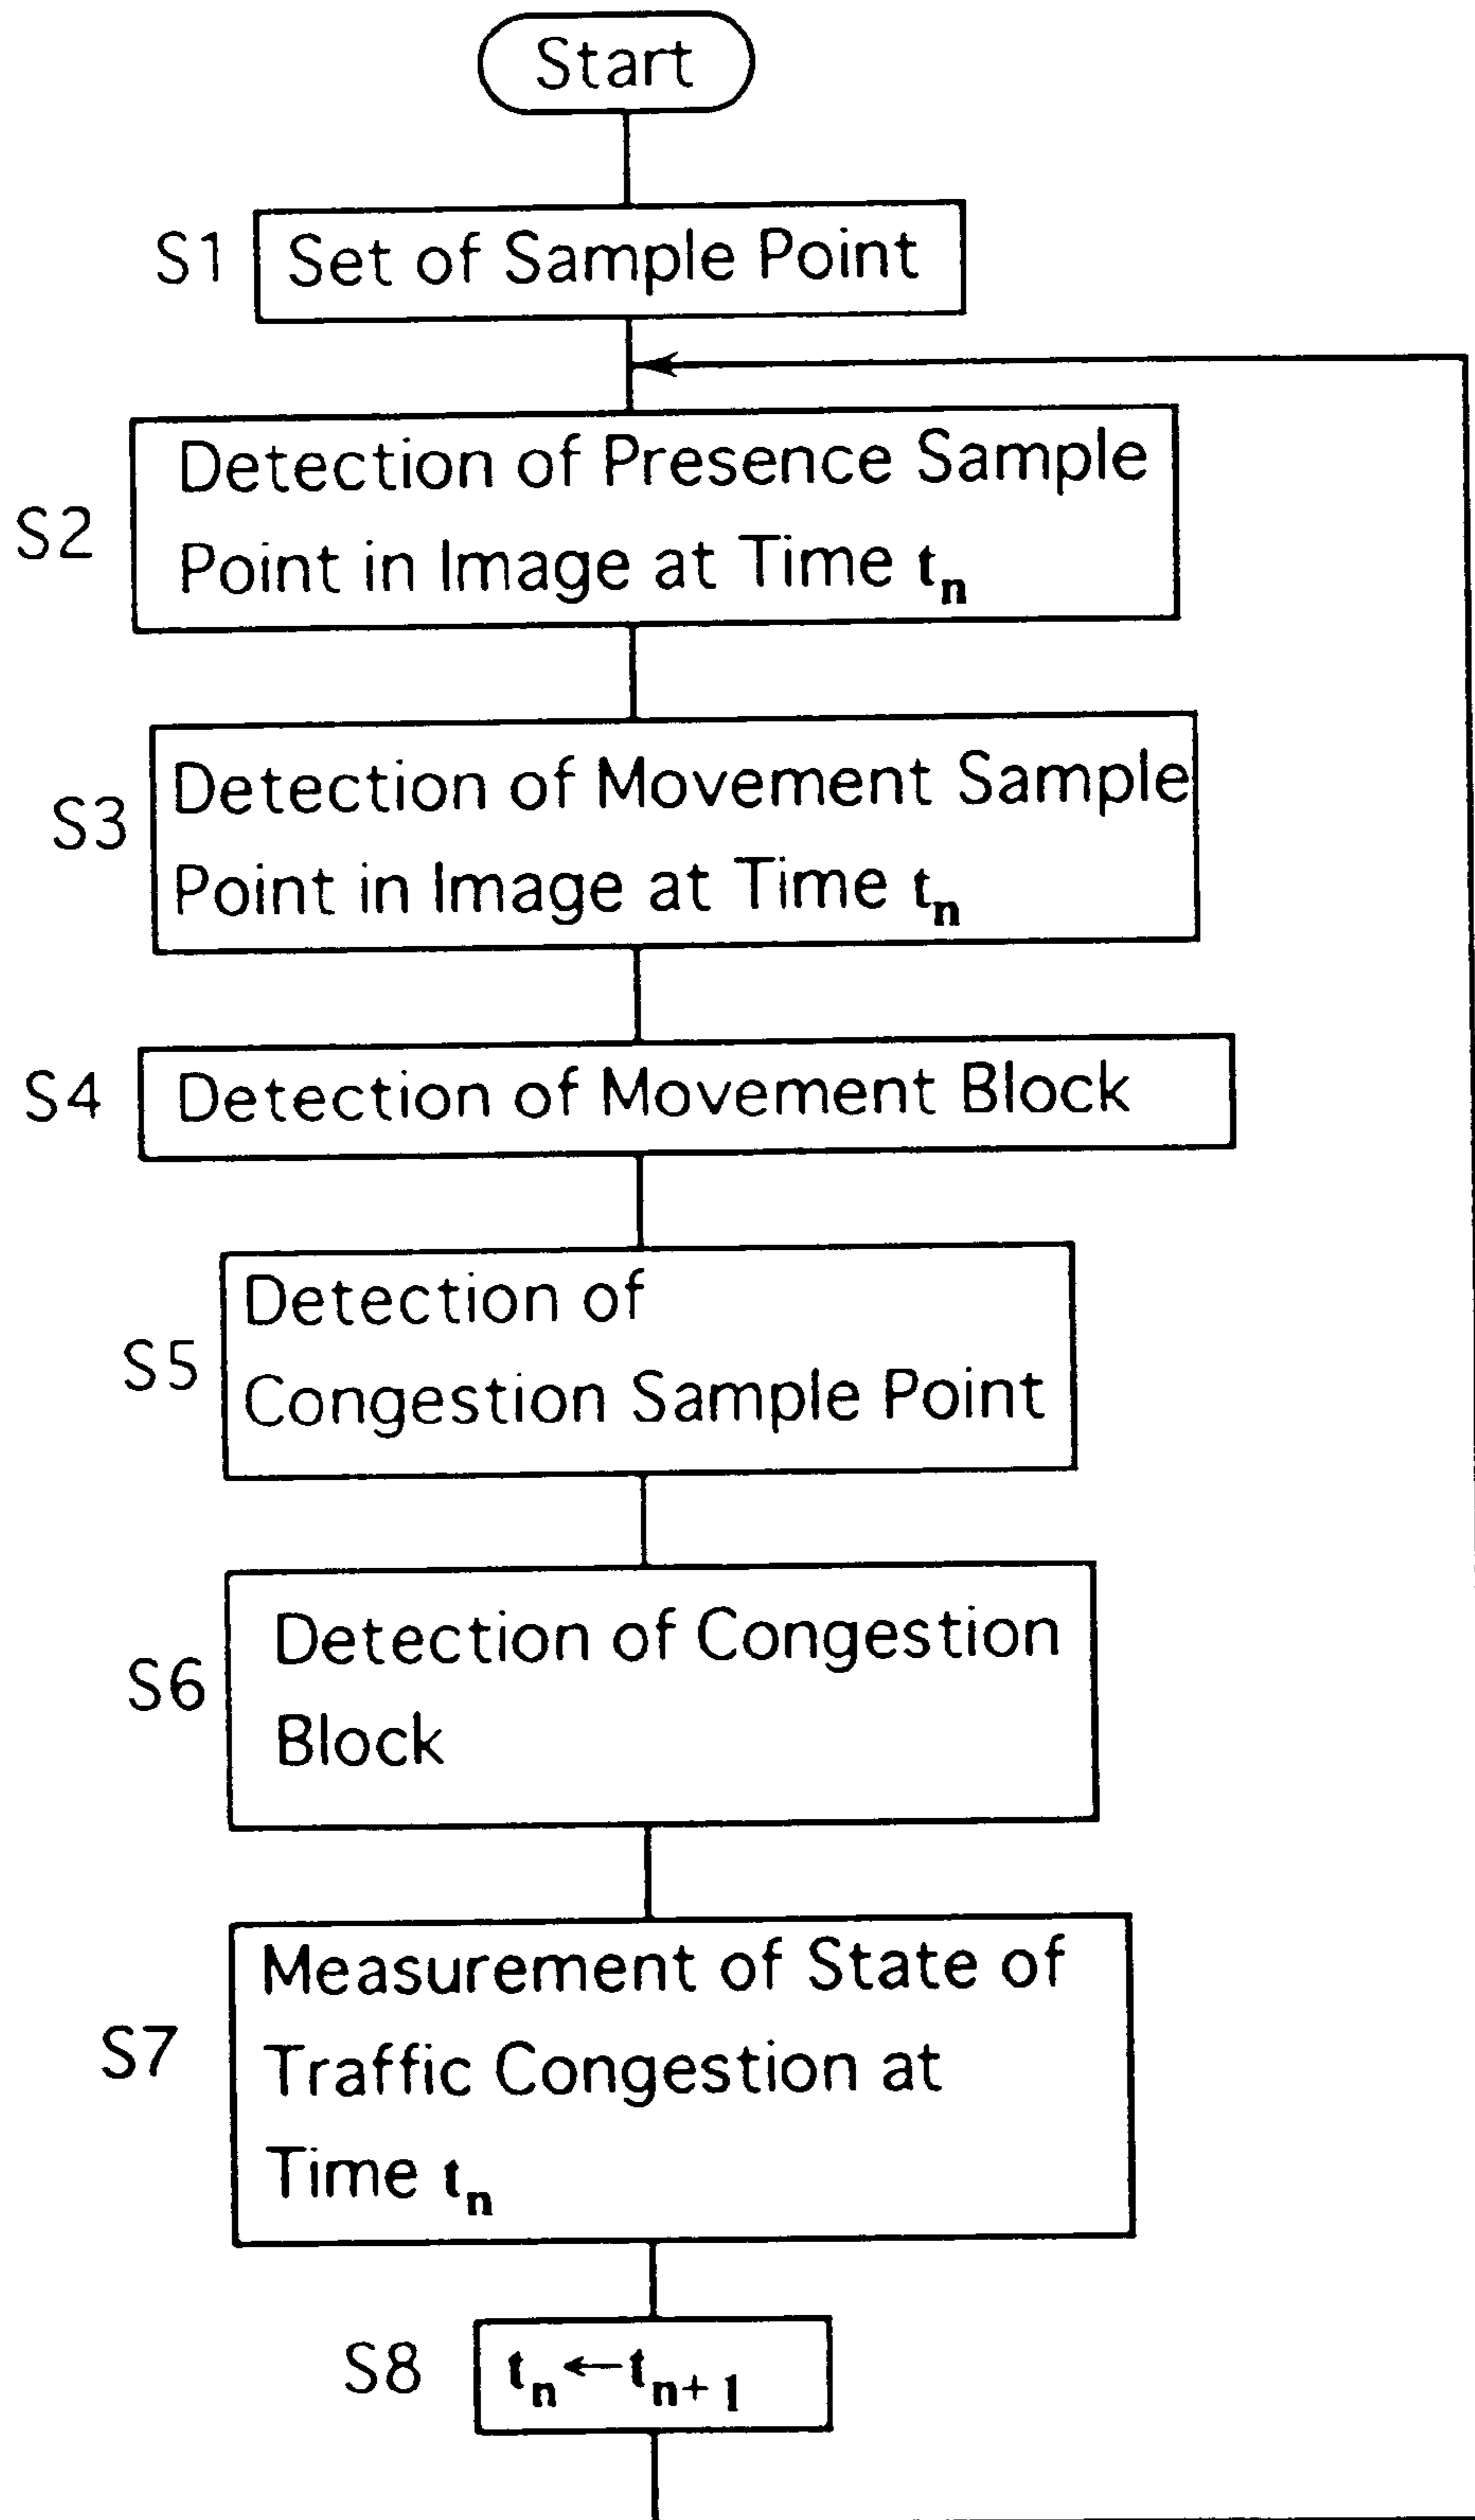 Start
S1 Set of Sample Point
S2
Detection of Presence Sample
Point in Image at Time tn
S3
Detection of Movement Sample
Point in Image at Time tn
S4 Detection of Movement Block
S5
Detection of
Congestion Sample Point
S6
Detection of Congestion
Block
S7
Measurement of State of
Traffic Congestion at
Time tn
S8 tn←tn+1